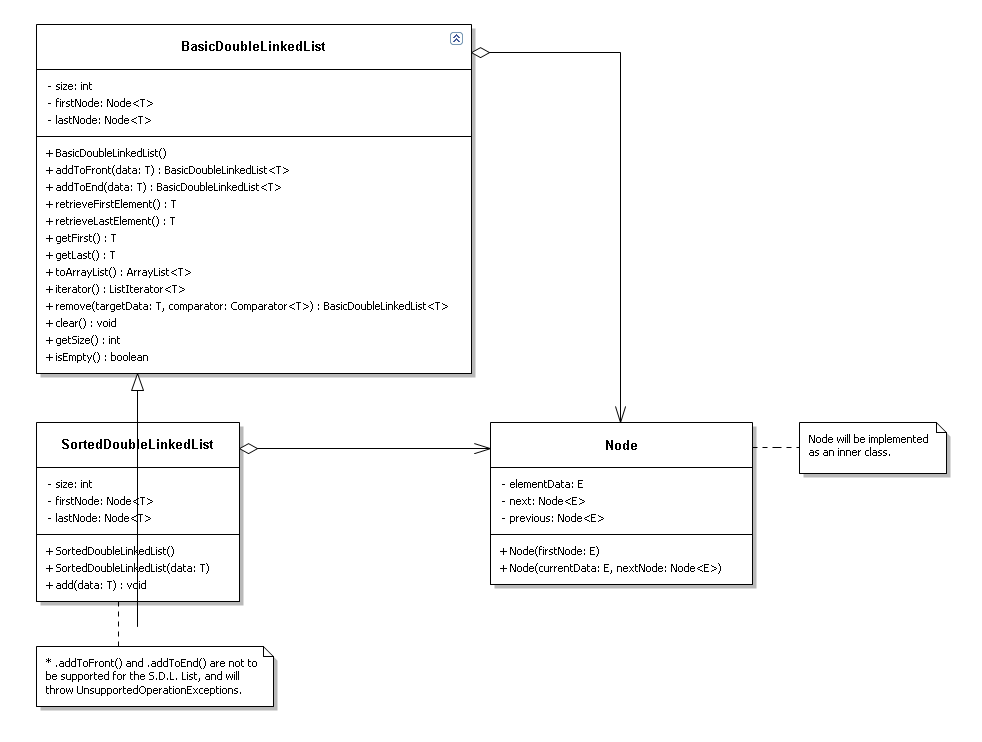 BasicDoubleLinkedList
- size: int
- firstNode: Node<T>
- lastNode: Node<T>
+ BasicDoubleLinkedList()
+ addToFront(data: T) : BasicDoubleLinkedList<T>
+ addToEnd(data: T) : BasicDoubleLinkedList<T>
+ retrieveFirstElement() : T
+ retrieveLastElement() : T
+ getFirst() : T
+ getLast() : T
+ toArrayList() : ArrayList<T>
+ iterator() : ListIterator<T>
+ remove(targetData: T, comparator: Comparator<T>) : BasicDoubleLinkedList<T>
+ clear() : void
+ getSize() : int
+ isEmpty() : boolean
SortedDoubleLinkedList
- size: int
- firstNode: Node<T>
- lastNode: Node<T>
+ SortedDoubleLinkedList()
+ SortedDoubleLinkedList(data: T)
+ add(data: T) : void
Node
- elementData: E
- next: Node<E>
- previous: Node<E>
+ Node(firstNode: E)
+ Node(currentData: E, nextNode: Node<E>)
Node will be implemented
as an inner class.
* .addToFront() and .addToEnd() are not to
be supported for the S.D.L. List, and will
throw UnsupportedOperationExceptions.